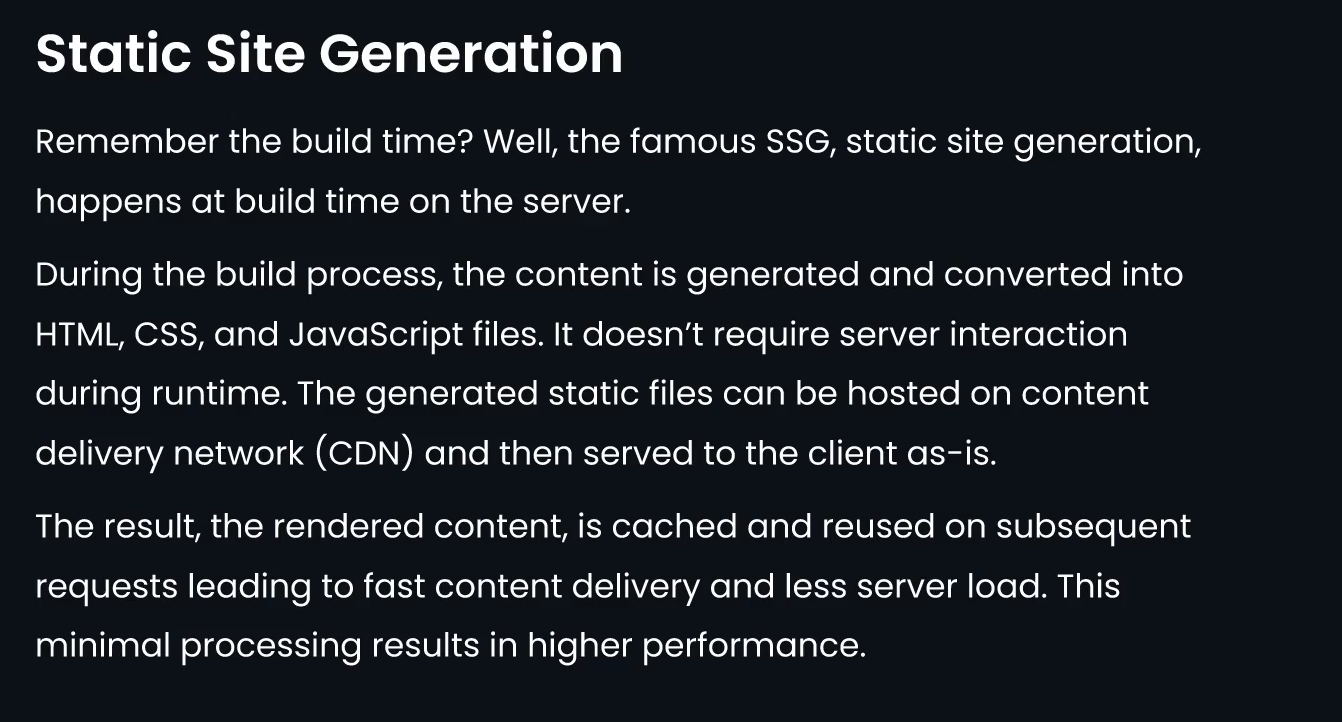 Static Site Generation
Remember the build time? Well, the famous SSG, static site generation,
happens at build time on the server.
During the build process, the content is generated and converted into
HTML, CSS, and JavaScript files. It doesn’t require server interaction
during runtime. The generated static files can be hosted on content
delivery network (CDN) and then served to the client as-is.
The result, the rendered content, is cached and reused on subsequent
requests leading to fast content delivery and less server load. This
minimal processing results in higher performance.